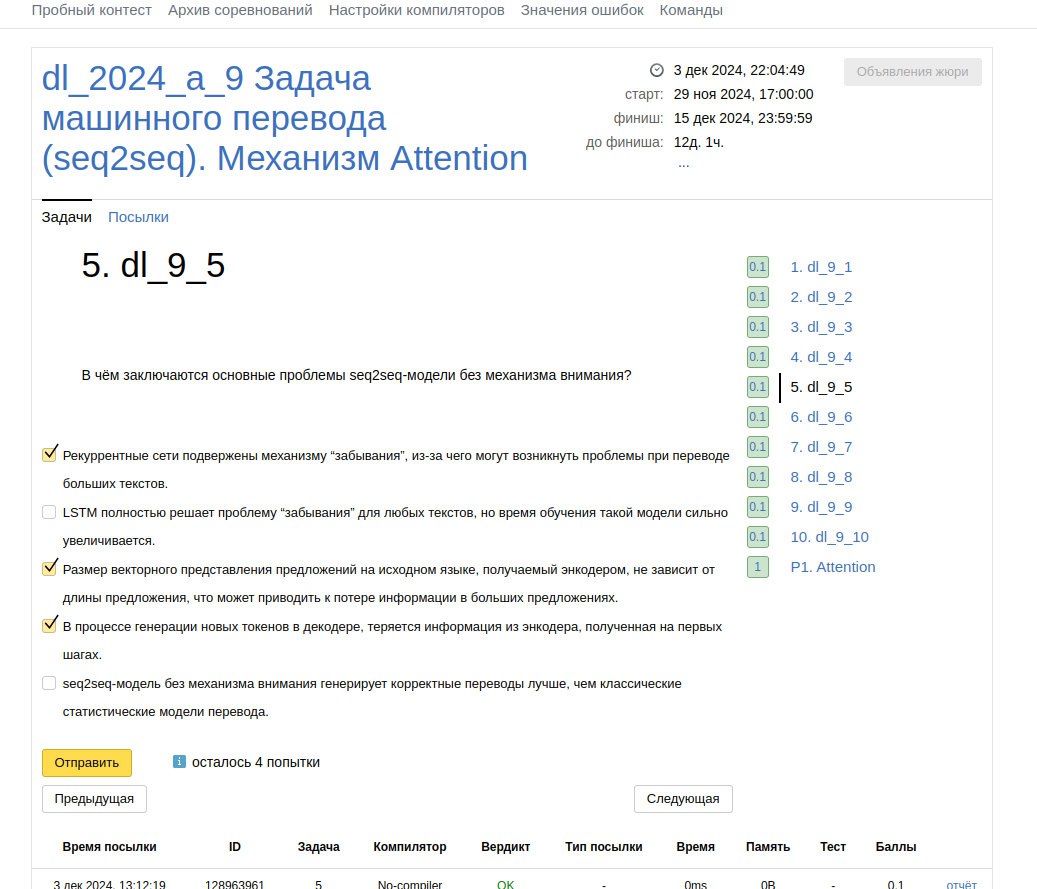 Пробный контест Архив соревнований Настройки компиляторов Значения ошибок Команды
dl_2024_a_9 Задача
машинного перевода
(seq2seq). Механизм Attention
3 дек 2024, 22:04:49
старт: 29 ноя 2024, 17:00:00
финиш: 15 дек 2024, 23:59:59
до финиша: 12д. 1ч.
...
Объявления жюри
Задачи Посылки
5. dl_9_5
В чём заключаются основные проблемы seq2seq-модели без механизма внимания?
Рекуррентные сети подвержены механизму “забывания”, из-за чего могут возникнуть проблемы при переводе
больших текстов.
LSTM полностью решает проблему “забывания” для любых текстов, но время обучения такой модели сильно
увеличивается.
Размер векторного представления предложений на исходном языке, получаемый энкодером, не зависит от
длины предложения, что может приводить к потере информации в больших предложениях.
В процессе генерации новых токенов в декодере, теряется информация из энкодера, полученная на первых
шагах.
seq2seq-модель без механизма внимания генерирует корректные переводы лучше, чем классические
статистические модели перевода.
Отправить
i осталось 4 попытки
Предыдущая
Следующая
0.1 1. dl_9_1
0.1 2. dl_9_2
0.1 3. dl_9_3
0.1 4. dl_9_4
0.1 5. dl_9_5
0.1 6. dl_9_6
0.1 7. dl_9_7
0.1 8. dl_9_8
0.1 9. dl_9_9
0.1 10. dl_9_10
1 P1. Attention
Время посылки ID Задача Компилятор Вердикт Тип посылки Время Память Тест Баллы
3 дек 2024, 13:12:19 128963961 5 No-compiler OK - 0ms 0B - 0.1 отчёт